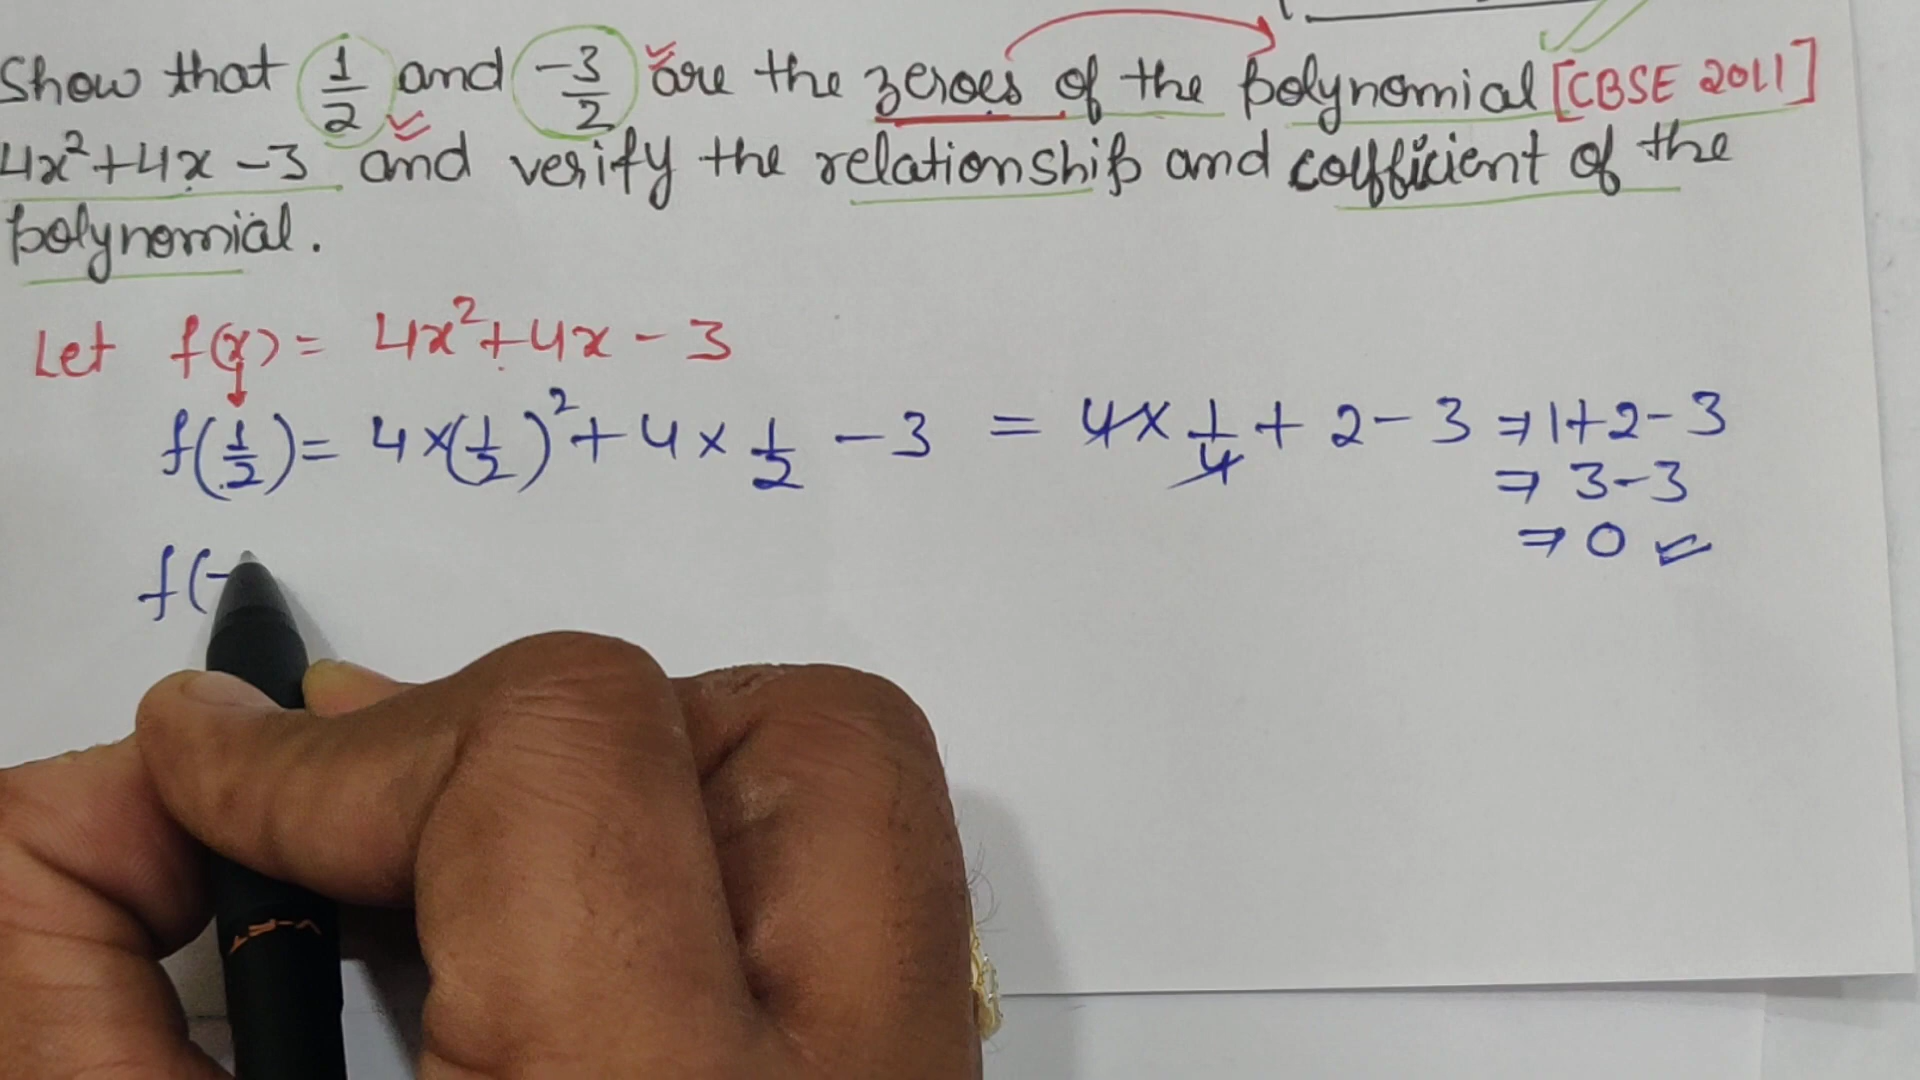 Show that 1/2 and -3/2 are the zeroes of the polynomial [CBSE 2011]
4x²+4x-3 and verify the relationship and coefficient of the
polynomial.
Let f(x) = 4x²+4x-3
f(1/2) = 4×(1/2)²+4×1/2-3 = 4×1/4+2-3 ⇒1+2-3
⇒ 3-3
⇒ 0
f(-